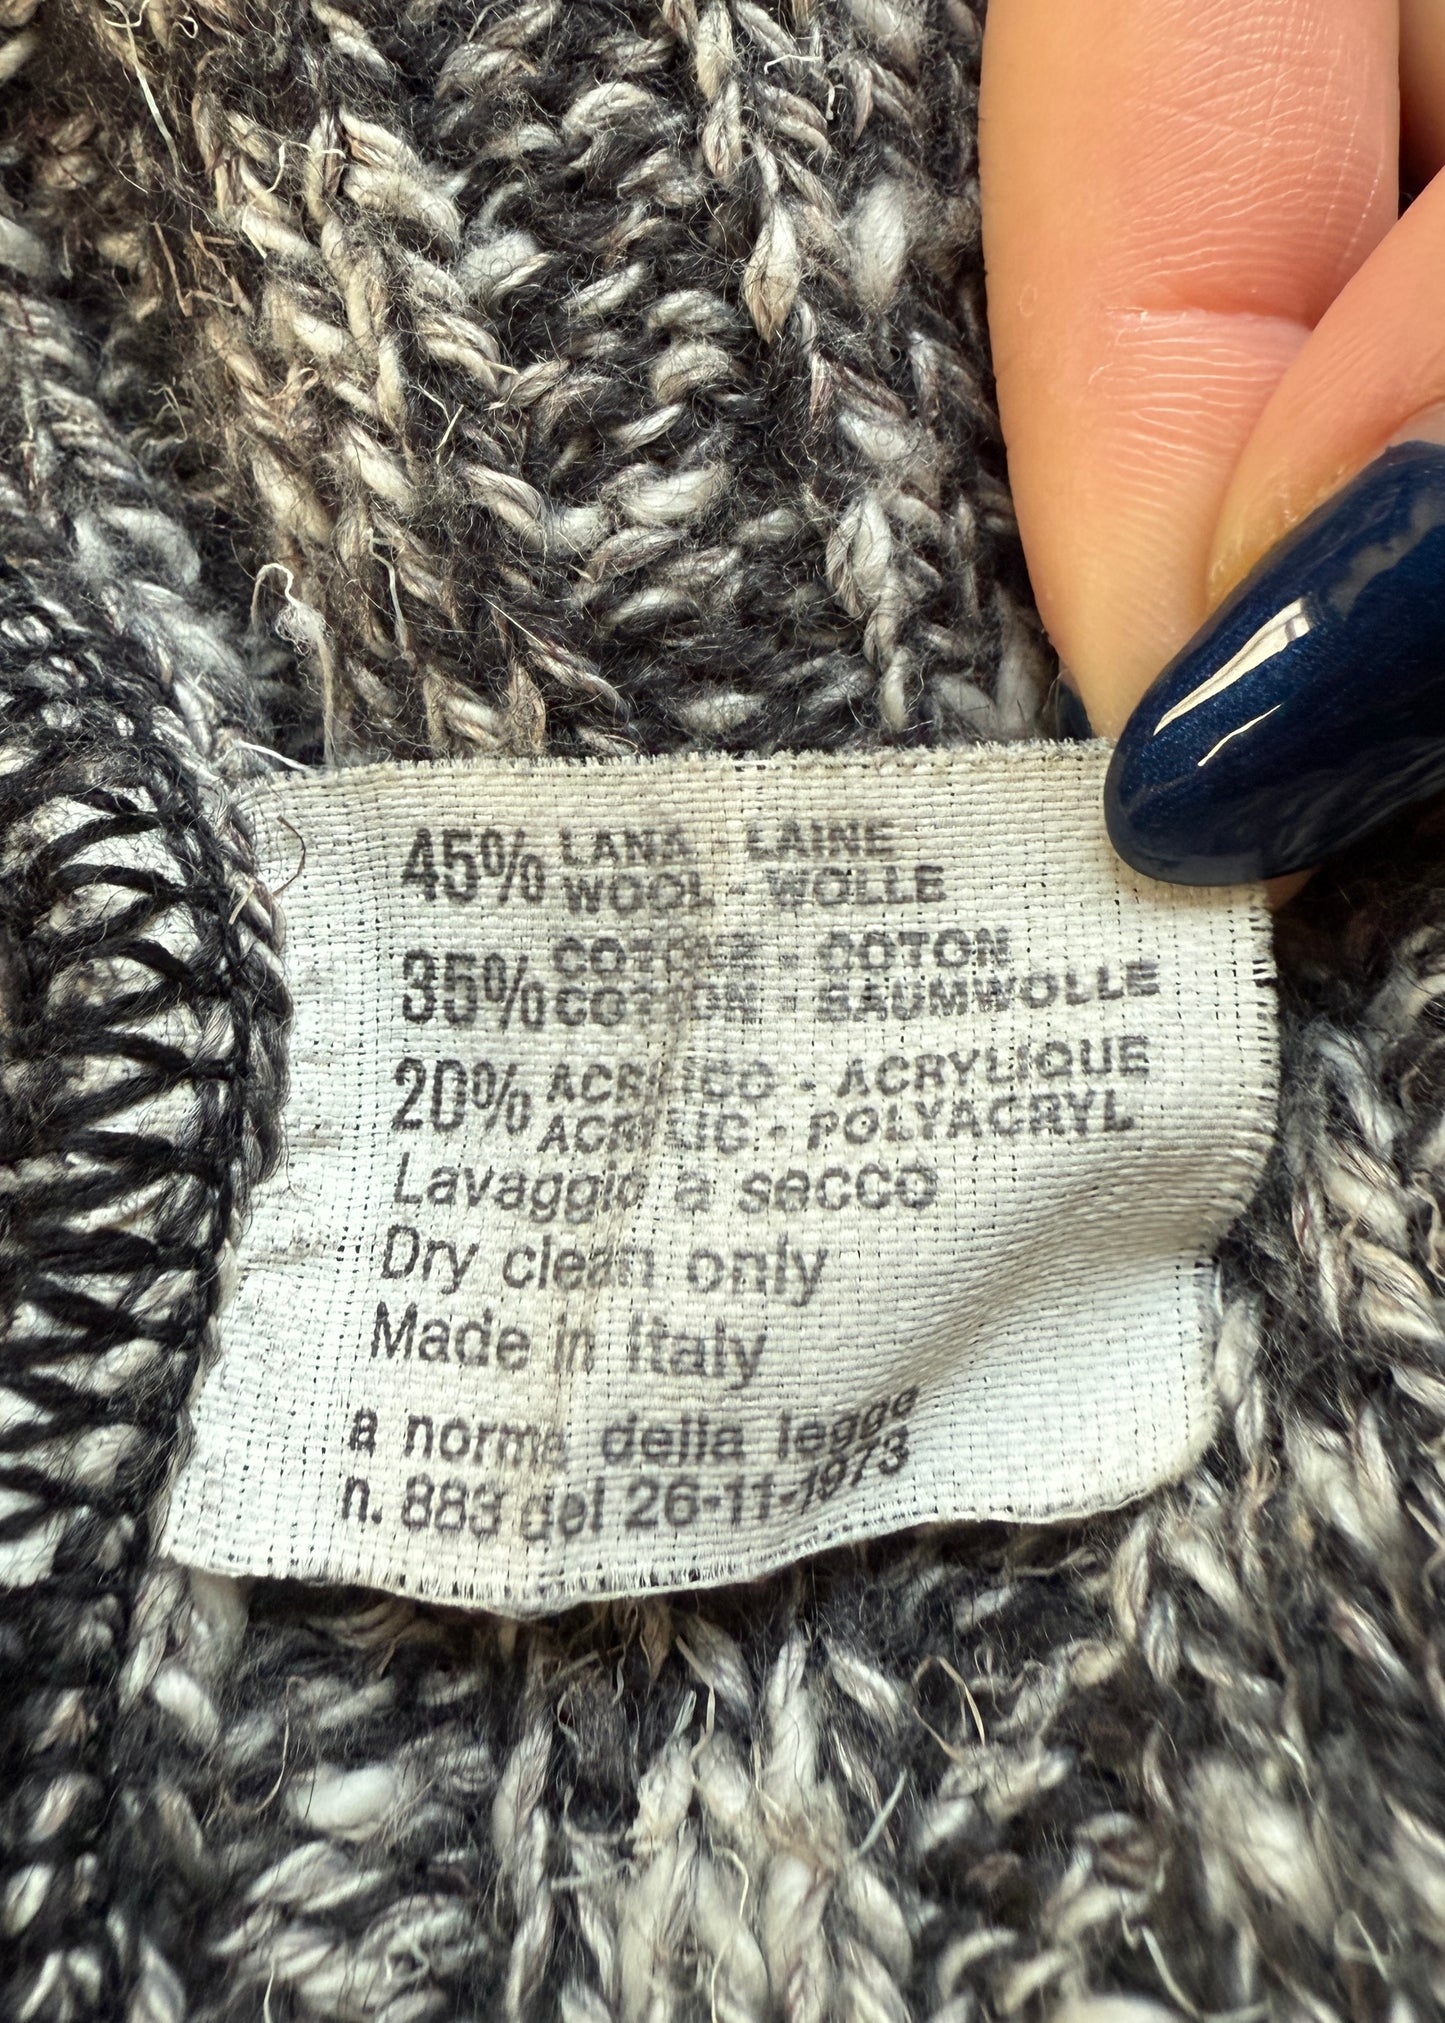 45% LANA - LAINE
WOOL - WOLLE
35% COTONE - COTON
COTTON - BAUMWOLLE
20% ACRILICO - ACRYLIQUE
ACRYLIC - POLYACRYL
Lavaggio a secco
Dry clean only
Made in Italy
a norma della legge
n. 883 del 26-11-1973